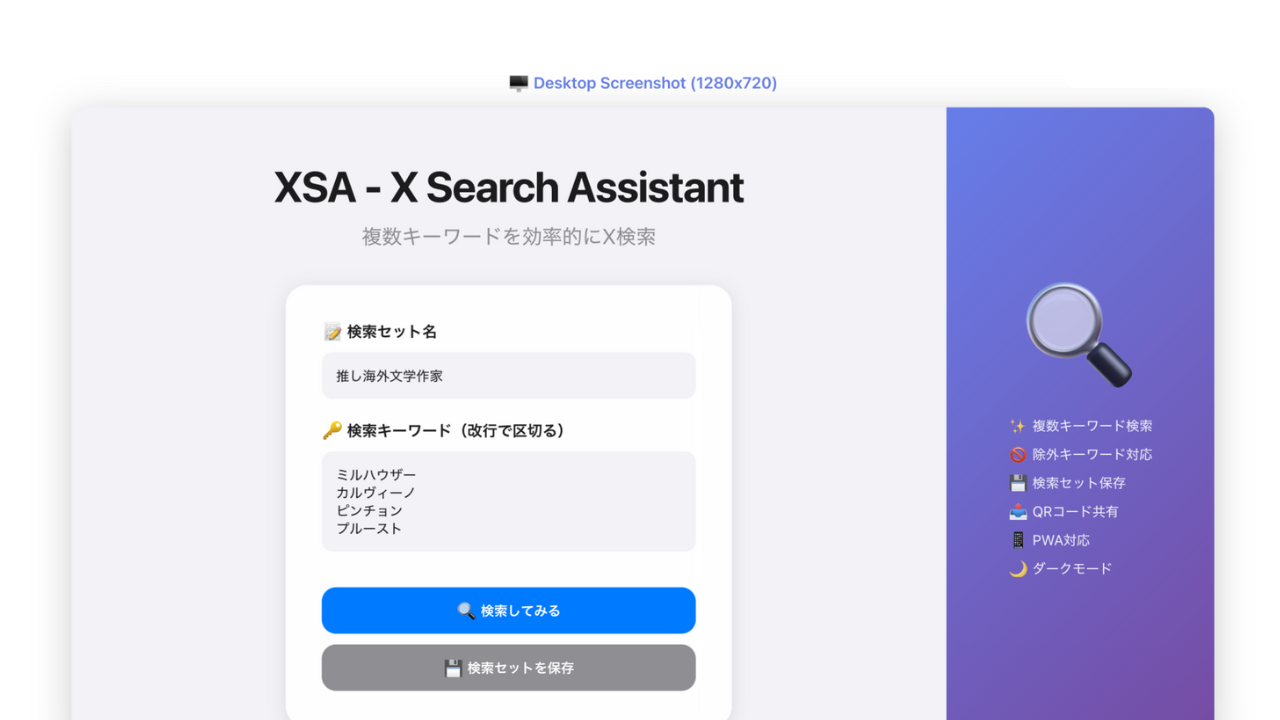 🖥️ Desktop Screenshot (1280x720)
XSA - X Search Assistant
複数キーワードを効率的にX検索
📝 検索セット名
推し海外文学作家
🔑 検索キーワード（改行で区切る）
ミルハウザー
カルヴィーノ
ピンチョン
プルースト
🔍 検索してみる
💾 検索セットを保存
✨ 複数キーワード検索
🚫 除外キーワード対応
💾 検索セット保存
📤 QRコード共有
📱 PWA対応
🌙 ダークモード